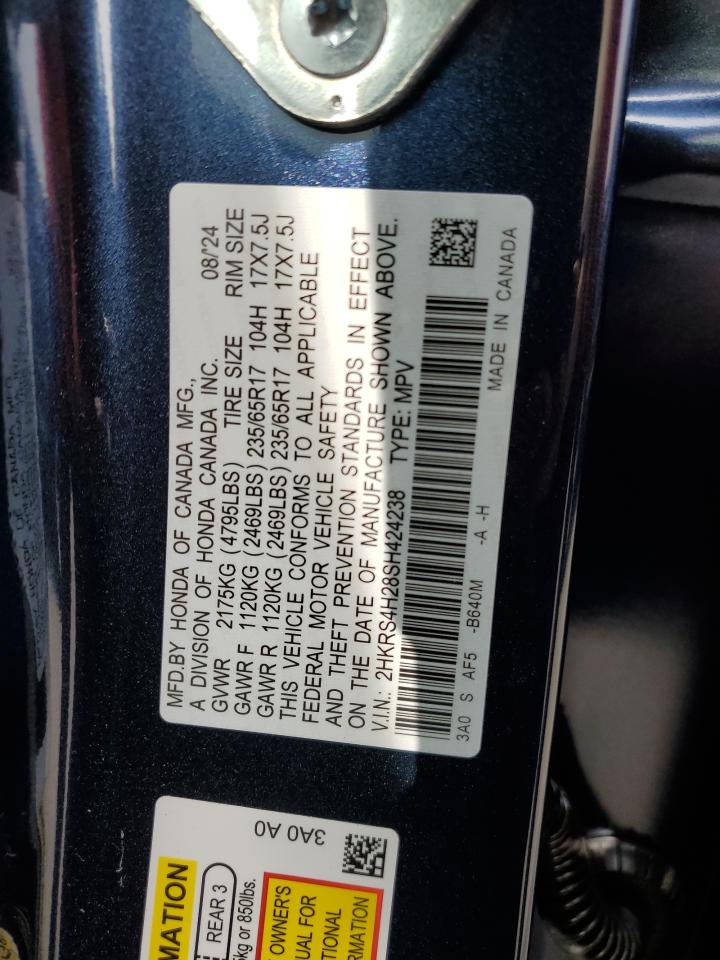 MFD.BY HONDA OF CANADA MFG.,
A DIVISION OF HONDA CANADA INC. 08/'24
GVWR 2175KG (4795LBS) TIRE SIZE RIM SIZE
GAWR F 1120KG (2469LBS) 235/65R17 104H 17X7.5J
GAWR R 1120KG (2469LBS) 235/65R17 104H 17X7.5J
THIS VEHICLE CONFORMS TO ALL APPLICABLE
FEDERAL MOTOR VEHICLE SAFETY
AND THEFT PREVENTION STANDARDS IN EFFECT
ON THE DATE OF MANUFACTURE SHOWN ABOVE.
V.I.N.: 2HKRS4H28SH424238 TYPE: MPV
3A0 S AF5 -B640M -A -H MADE IN CANADA
3A0 A0
MATION
REAR 3
kg or 850lbs.
OWNER'S
UAL FOR
TIONAL
RMATION